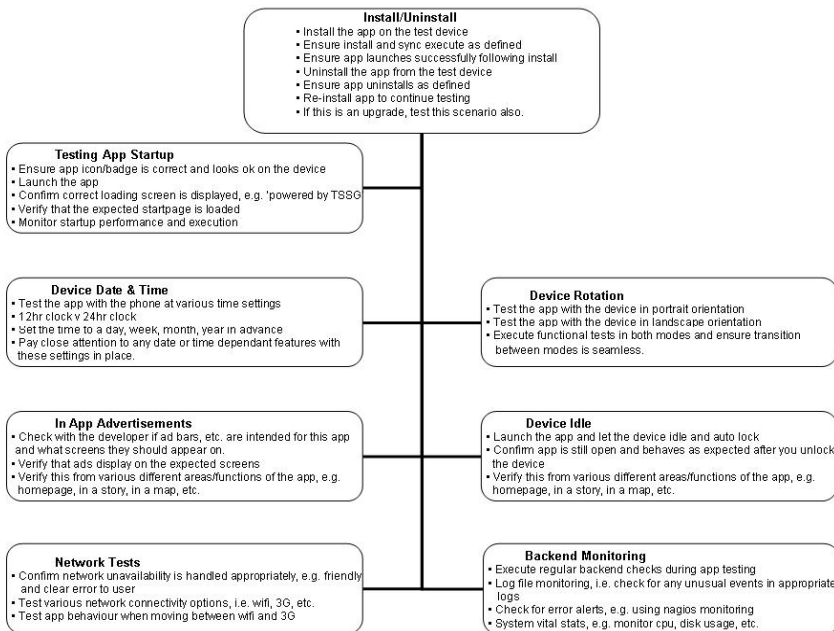 Install/Uninstall
▪ Install the app on the test device
▪ Ensure install and sync execute as defined
▪ Ensure app launches successfully following install
▪ Uninstall the app from the test device
▪ Ensure app uninstalls as defined
▪ Re-install app to continue testing
▪ If this is an upgrade, test this scenario also.
Testing App Startup
▪ Ensure app icon/badge is correct and looks ok on the device
▪ Launch the app
▪ Confirm correct loading screen is displayed, e.g. 'powered by TSSG
▪ Verify that the expected startpage is loaded
▪ Monitor startup performance and execution
Device Date & Time
▪ Test the app with the phone at various time settings
▪ 12hr clock v 24hr clock
▪ Set the time to a day, week, month, year in advance
▪ Pay close attention to any date or time dependant features with
these settings in place.
Device Rotation
▪ Test the app with the device in portrait orientation
▪ Test the app with the device in landscape orientation
▪ Execute functional tests in both modes and ensure transition
between modes is seamless.
In App Advertisements
▪ Check with the developer if ad bars, etc. are intended for this app
and what screens they should appear on.
▪ Verify that ads display on the expected screens
▪ Verify this from various different areas/functions of the app, e.g.
homepage, in a story, in a map, etc.
Device Idle
▪ Launch the app and let the device idle and auto lock
▪ Confirm app is still open and behaves as expected after you unlock
the device
▪ Verify this from various different areas/functions of the app, e.g.
homepage, in a story, in a map, etc.
Network Tests
▪ Confirm network unavailability is handled appropriately, e.g. friendly
and clear error to user
▪ Test various network connectivity options, i.e. wifi, 3G, etc.
▪ Test app behaviour when moving between wifi and 3G
Backend Monitoring
▪ Execute regular backend checks during app testing
▪ Log file monitoring, i.e. check for any unusual events in appropriate
logs
▪ Check for error alerts, e.g. using nagios monitoring
▪ System vital stats, e.g. monitor cpu, disk usage, etc.